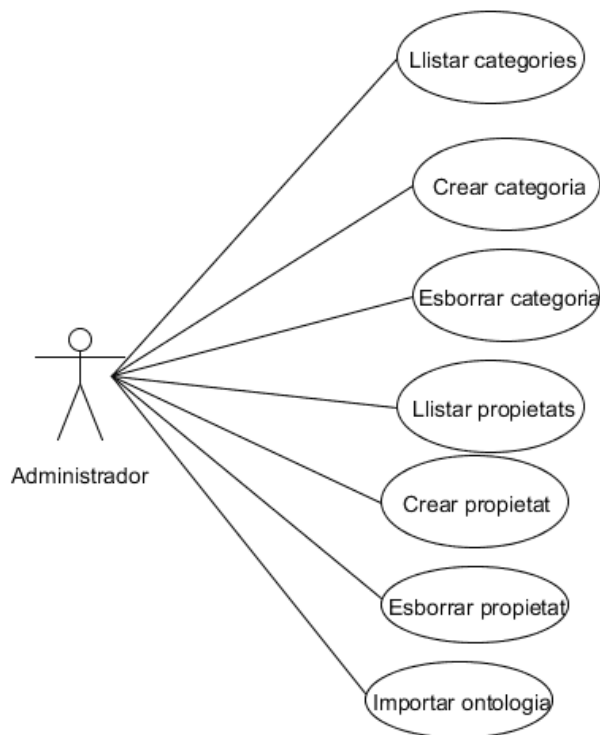 Llistar categories
Crear categoria
Esborrar categoria
Llistar propietats
Administrador
Crear propietat
Esborrar propietat
Importar ontologia